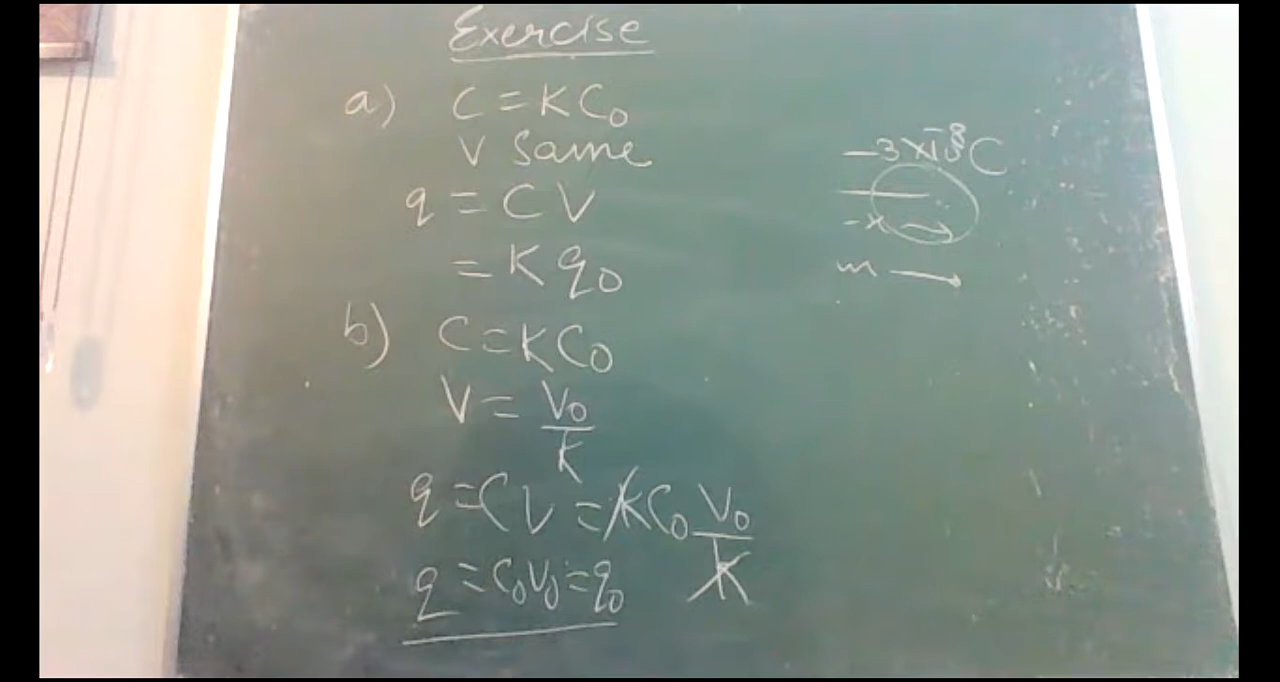 Exercise
a) C = KC₀
V Same
q = CV
= Kq₀
b) C = KC₀
V = V₀/K
q = CV = KC₀ V₀/K
q = C₀V₀ = q₀
-3×10⁻⁸C
-x →
m →